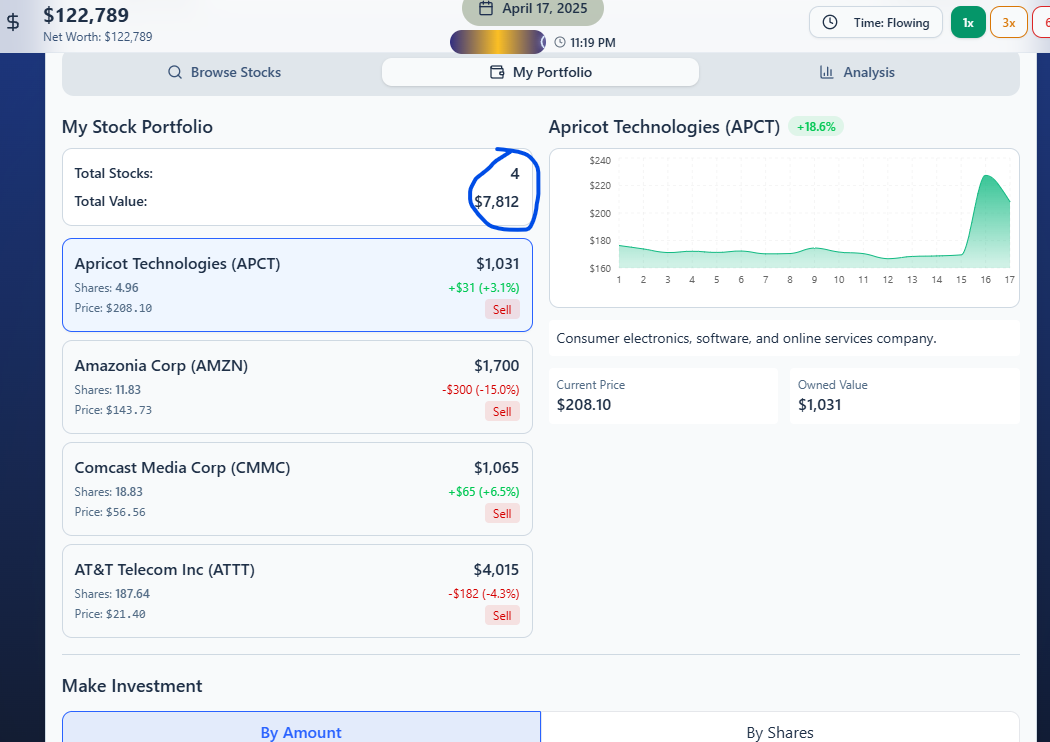 $
$122,789
Net Worth: $122,789
April 17, 2025
11:19 PM
Time: Flowing
1x
3x
6
Browse Stocks
My Portfolio
Analysis
My Stock Portfolio
Total Stocks: 4
Total Value: $7,812
Apricot Technologies (APCT) $1,031
Shares: 4.96 +$31 (+3.1%)
Price: $208.10 Sell
Amazonia Corp (AMZN) $1,700
Shares: 11.83 -$300 (-15.0%)
Price: $143.73 Sell
Comcast Media Corp (CMMC) $1,065
Shares: 18.83 +$65 (+6.5%)
Price: $56.56 Sell
AT&T Telecom Inc (ATTT) $4,015
Shares: 187.64 -$182 (-4.3%)
Price: $21.40 Sell
Apricot Technologies (APCT) +18.6%
$240
$220
$200
$180
$160
1 2 3 4 5 6 7 8 9 10 11 12 13 14 15 16 17
Consumer electronics, software, and online services company.
Current Price
$208.10
Owned Value
$1,031
Make Investment
By Amount
By Shares